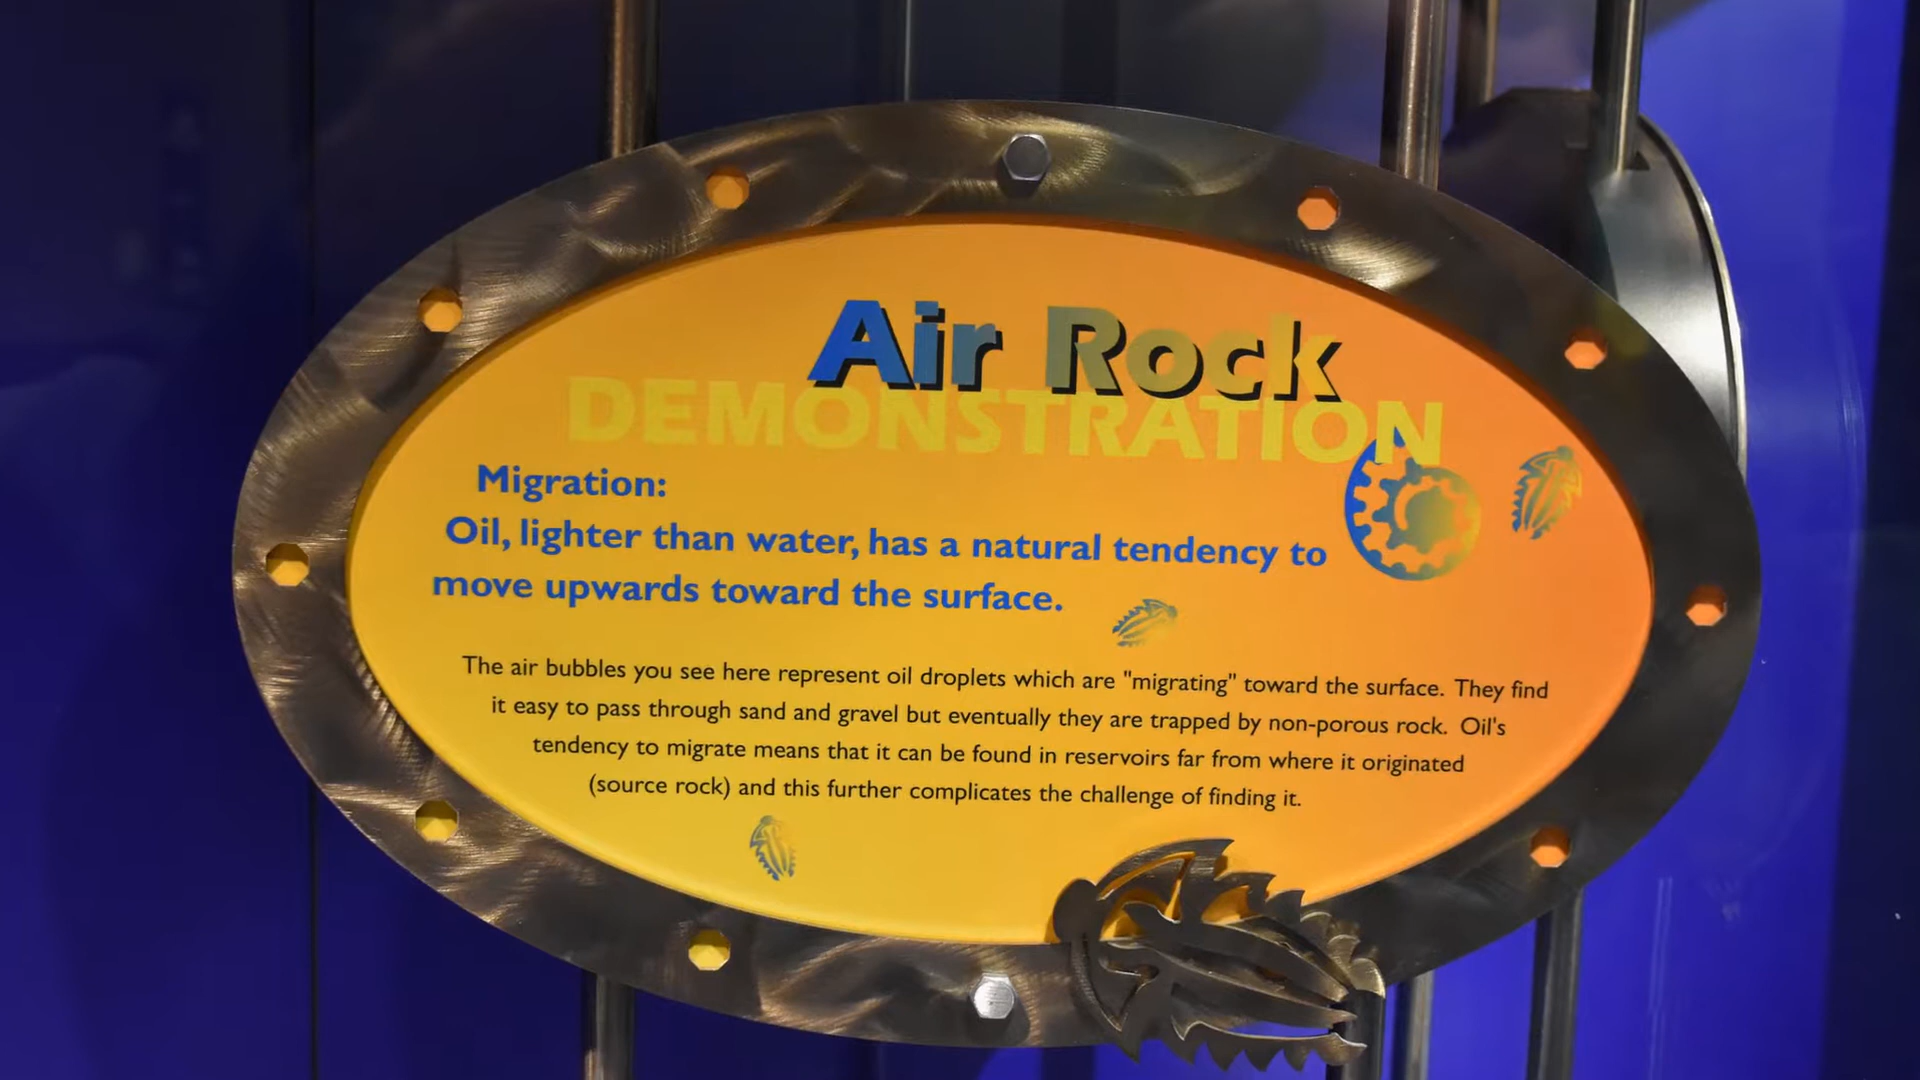 Air Rock
DEMONSTRATION
Migration:
Oil, lighter than water, has a natural tendency to
move upwards toward the surface.
The air bubbles you see here represent oil droplets which are "migrating" toward the surface. They find
it easy to pass through sand and gravel but eventually they are trapped by non-porous rock. Oil's
tendency to migrate means that it can be found in reservoirs far from where it originated
(source rock) and this further complicates the challenge of finding it.